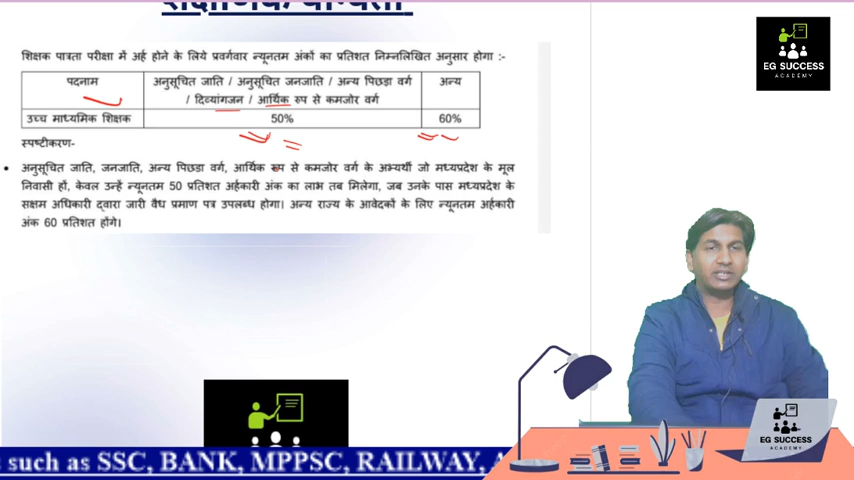 शैक्षणिक योग्यता
EG SUCCESS
ACADEMY
शिक्षक पात्रता परीक्षा में अर्ह होने के लिये प्रवर्गवार न्यूनतम अंकों का प्रतिशत निम्नलिखित अनुसार होगा :-
पदनाम
अनुसूचित जाति / अनुसूचित जनजाति / अन्य पिछडा वर्ग
/ दिव्यांगजन / आर्थिक रुप से कमजोर वर्ग
अन्य
उच्च माध्यमिक शिक्षक
50%
60%
स्पष्टीकरण-
• अनुसूचित जाति, जनजाति, अन्य पिछडा वर्ग, आर्थिक रुप से कमजोर वर्ग के अभ्यर्थी जो मध्यप्रदेश के मूल
निवासी हों, केवल उन्हें न्यूनतम 50 प्रतिशत अर्हकारी अंक का लाभ तब मिलेगा, जब उनके पास मध्यप्रदेश के
सक्षम अधिकारी द्वारा जारी वैध प्रमाण पत्र उपलब्ध होगा। अन्य राज्य के आवेदकों के लिए न्यूनतम अर्हकारी
अंक 60 प्रतिशत होंगे।
EG SUCCESS
ACADEMY
such as SSC, BANK, MPPSC, RAILWAY,